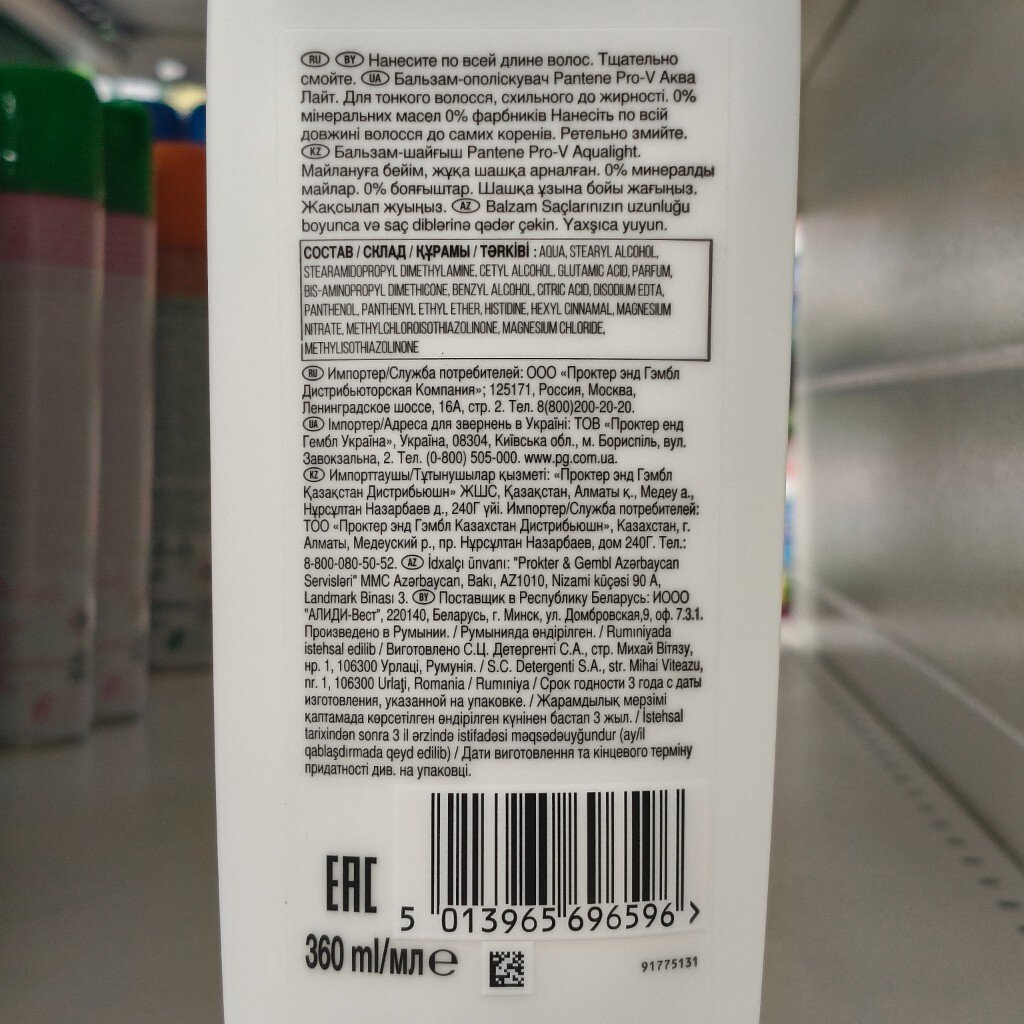 RU BY Нанесите по всей длине волос. Тщательно
смойте. UA Бальзам-ополіскувач Pantene Pro-V Аква
Лайт. Для тонкого волосся, схильного до жирності. 0%
мінеральних масел 0% фарбників Нанесіть по всій
довжині волосся до самих коренів. Ретельно змийте.
KZ Бальзам-шайғыш Pantene Pro-V Aqualight.
Майлануға бейім, жұқа шашқа арналған. 0% минералды
майлар. 0% бояғыштар. Шашқа ұзына бойы жағыңыз.
Жақсылап жуыңыз. AZ Balzam Saçlarınızın uzunluğu
boyunca və saç diblərinə qədər çəkin. Yaxşıca yuyun.
СОСТАВ / СКЛАД / ҚҰРАМЫ / TƏRKİBİ : AQUA, STEARYL ALCOHOL,
STEARAMIDOPROPYL DIMETHYLAMINE, CETYL ALCOHOL, GLUTAMIC ACID, PARFUM,
BIS-AMINOPROPYL DIMETHICONE, BENZYL ALCOHOL, CITRIC ACID, DISODIUM EDTA,
PANTHENOL, PANTHENYL ETHYL ETHER, HISTIDINE, HEXYL CINNAMAL, MAGNESIUM
NITRATE, METHYLCHLOROISOTHIAZOLINONE, MAGNESIUM CHLORIDE,
METHYLISOTHIAZOLINONE
RU Импортер/Служба потребителей: ООО «Проктер энд Гэмбл
Дистрибьюторская Компания»; 125171, Россия, Москва,
Ленинградское шоссе, 16А, стр. 2. Тел. 8(800)200-20-20.
UA Імпортер/Адреса для звернень в Україні: ТОВ «Проктер енд
Гембл Україна», Україна, 08304, Київська обл., м. Бориспіль, вул.
Завокзальна, 2. Тел. (0-800) 505-000. www.pg.com.ua.
KZ Импорттаушы/Тұтынушылар қызметі: «Проктер энд Гэмбл
Қазақстан Дистрибьюшн» ЖШС, Қазақстан, Алматы қ., Медеу а.,
Нұрсұлтан Назарбаев д., 240Г үйі. Импортер/Служба потребителей:
ТОО «Проктер энд Гэмбл Казахстан Дистрибьюшн», Казахстан, г.
Алматы, Медеуский р., пр. Нұрсұлтан Назарбаев, дом 240Г. Тел.:
8-800-080-50-52. AZ İdxalçı ünvanı: "Prokter & Gembl Azərbaycan
Servisləri" MMC Azərbaycan, Bakı, AZ1010, Nizami küçəsi 90 A,
Landmark Binası 3. BY Поставщик в Республику Беларусь: ИООО
"АЛИДИ-Вест", 220140, Беларусь, г. Минск, ул. Домбровская,9, оф. 7.3.1.
Произведено в Румынии. / Румынияда өндірілген. / Rumıniyada
istehsal edilib / Виготовлено С.Ц. Детергенті С.А., стр. Михай Вітязу,
нр. 1, 106300 Урлаці, Румунія. / S.C. Detergenti S.A., str. Mihai Viteazu,
nr. 1, 106300 Urlaţi, Romania / Rumıniya / Срок годности 3 года с даты
изготовления, указанной на упаковке. / Жарамдылық мерзімі
қаптамада көрсетілген өндірілген күнінен бастап 3 жыл. / İstehsal
tarixindən sonra 3 il ərzində istifadəsi məqsədəuyğundur (ay/il
qablaşdırmada qeyd edilib) / Дати виготовлення та кінцевого терміну
придатності див. на упаковці.
EAC
5 013965 696596 >
360 ml/мл e
91775131